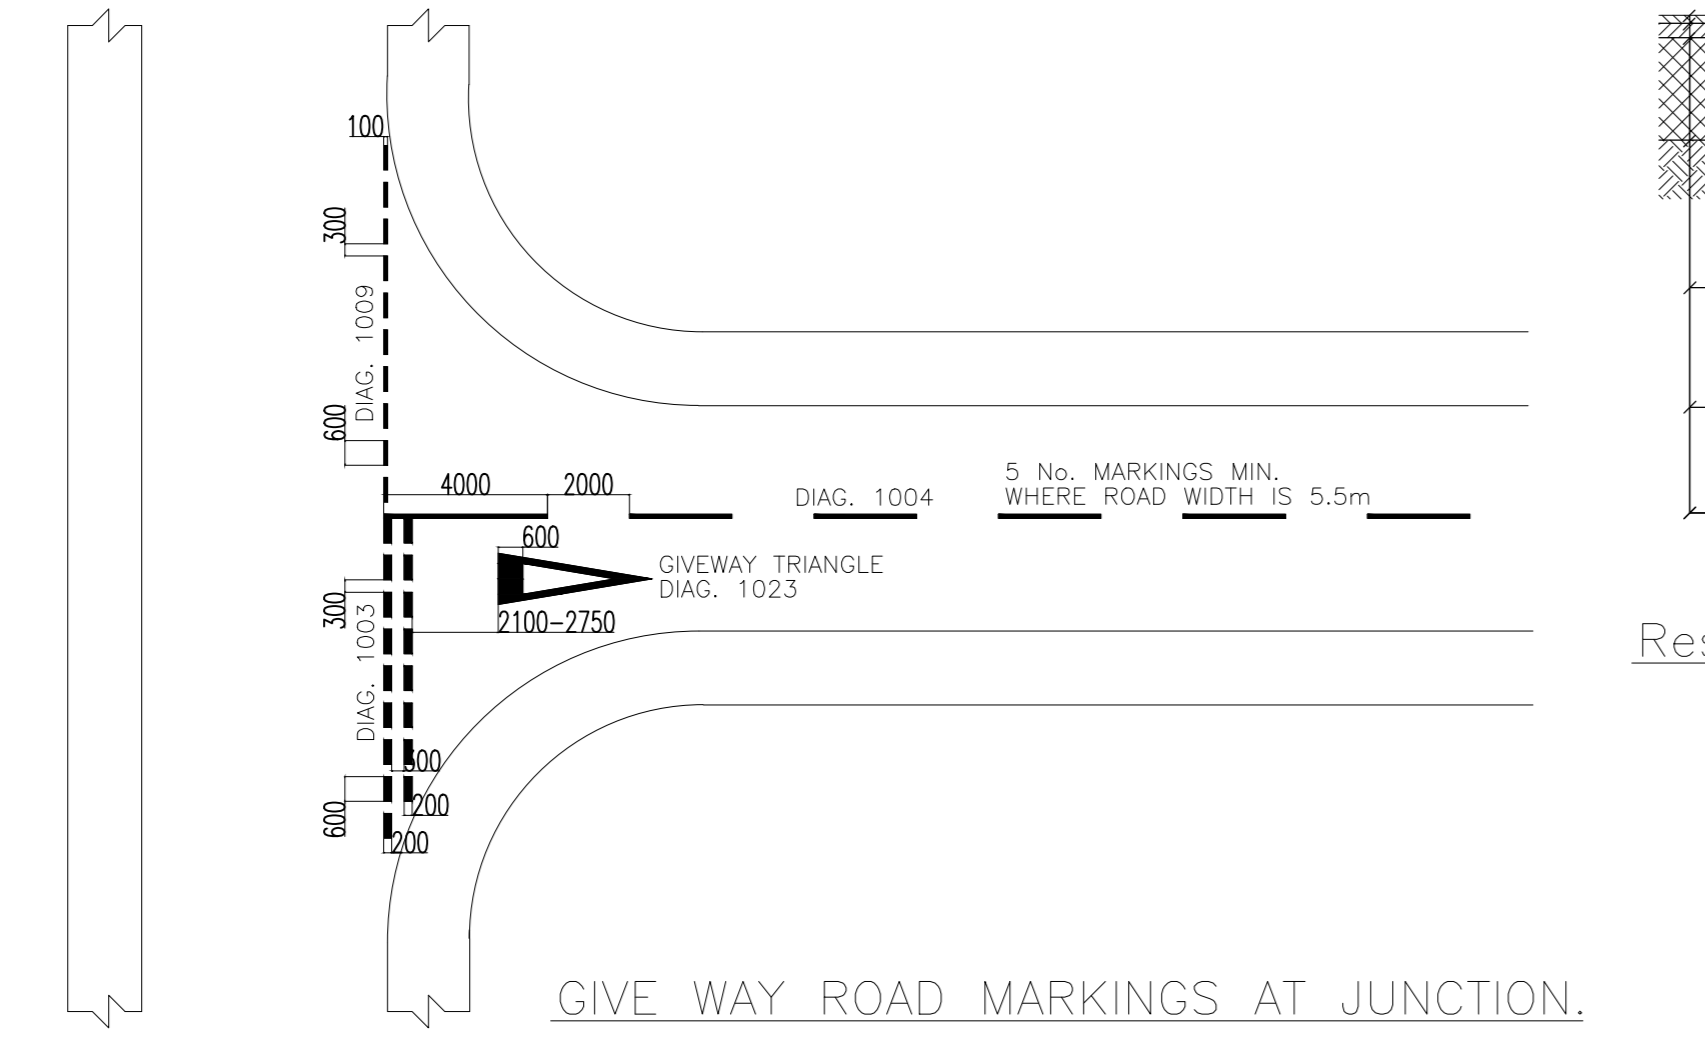 100
300
DIAG. 1009
600
4000
2000
DIAG. 1004
5 No. MARKINGS MIN.
WHERE ROAD WIDTH IS 5.5m
600
GIVEWAY TRIANGLE
DIAG. 1023
2100-2750
300
DIAG. 1003
300
200
600
200
GIVE WAY ROAD MARKINGS AT JUNCTION.
Res